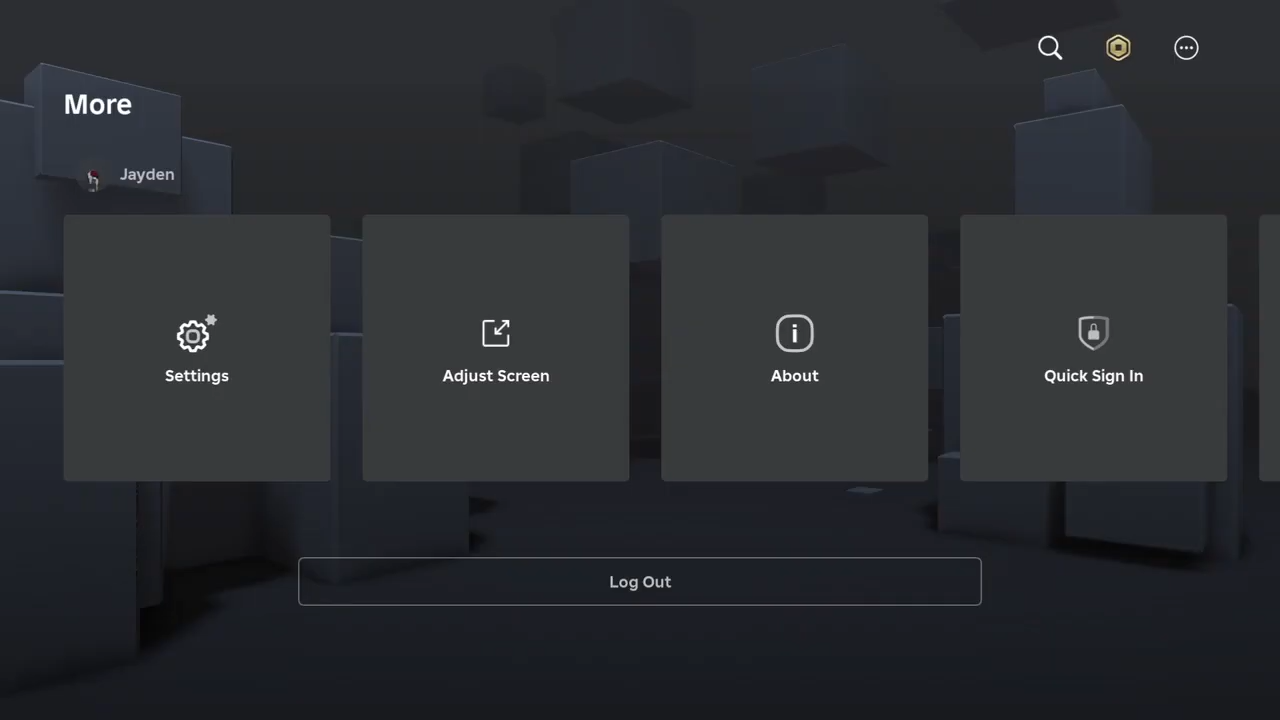 More
Jayden
Settings
Adjust Screen
About
Quick Sign In
Log Out